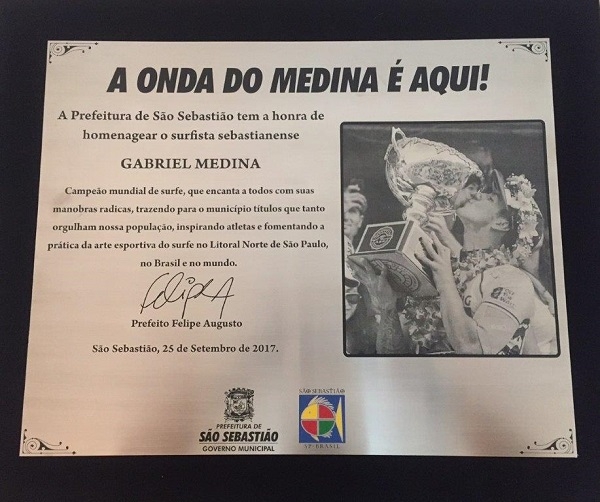 A ONDA DO MEDINA É AQUI!
A Prefeitura de São Sebastião tem a honra de
homenagear o surfista sebastianense
GABRIEL MEDINA
Campeão mundial de surfe, que encanta a todos com suas
manobras radicas, trazendo para o município títulos que tanto
orgulham nossa população, inspirando atletas e fomentando a
prática da arte esportiva do surfe no Litoral Norte de São Paulo,
no Brasil e no mundo.
Felipe A
Prefeito Felipe Augusto
São Sebastião, 25 de Setembro de 2017.
PREFEITURA DE
SÃO SEBASTIÃO
GOVERNO MUNICIPAL
SÃO SEBASTIÃO
SP-BRASIL